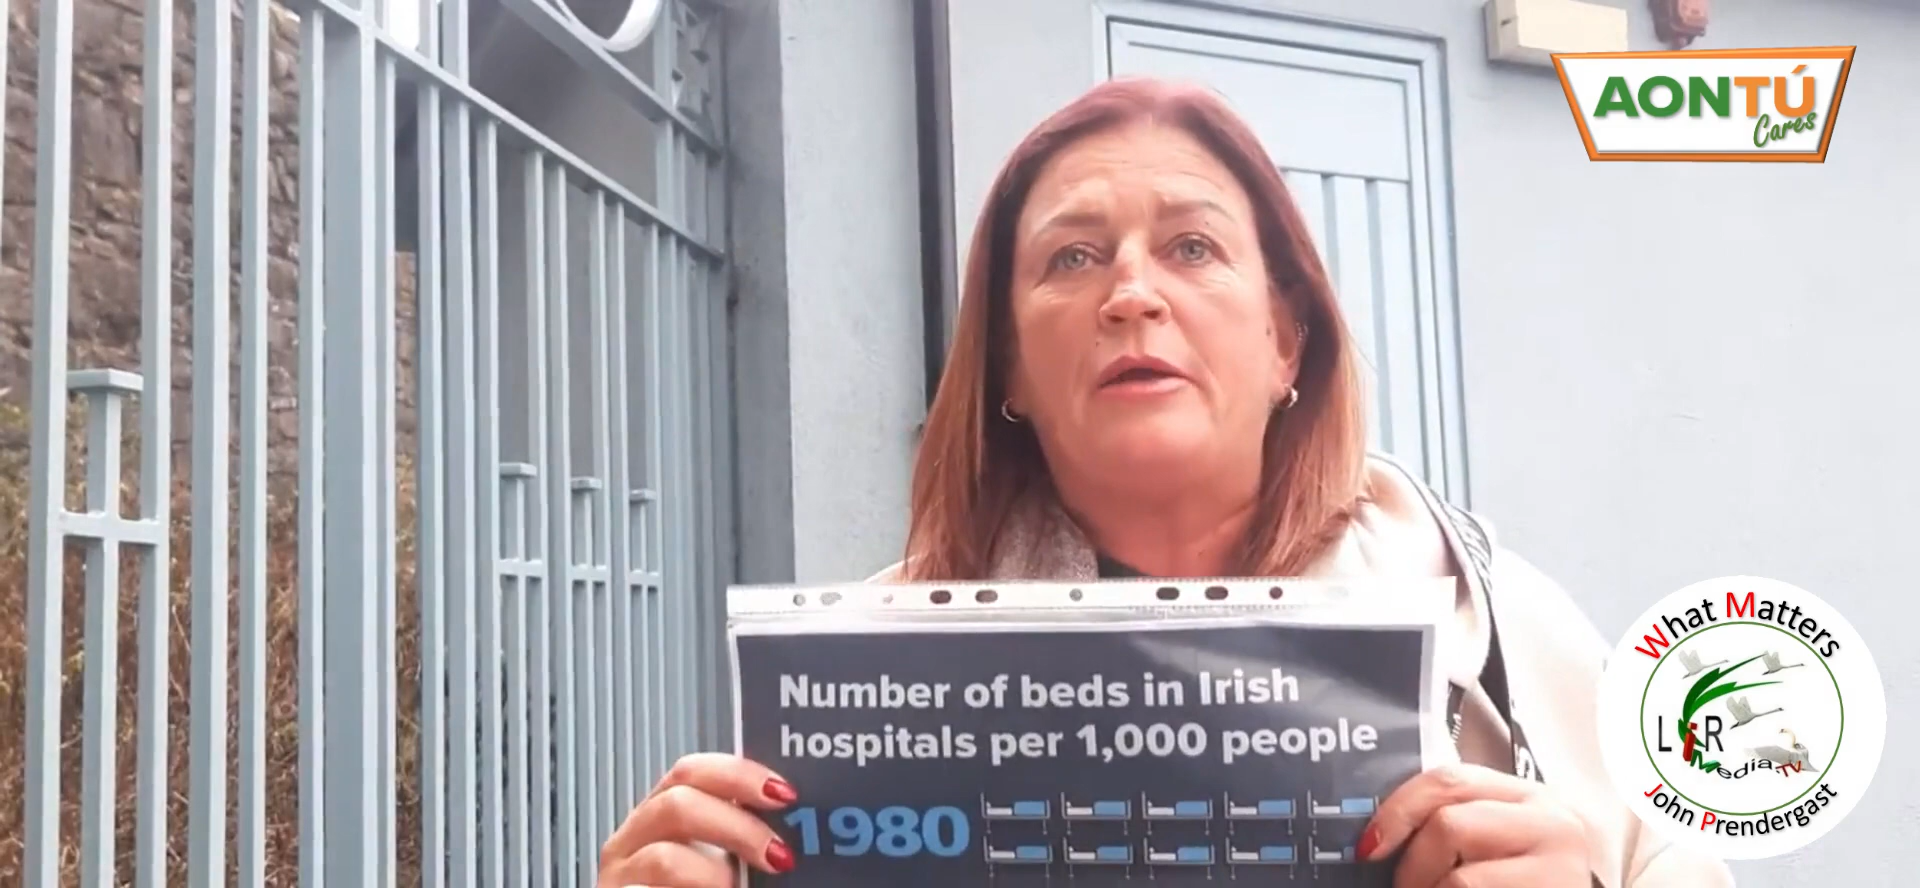 AONTÚ
Cares
Number of beds in Irish
hospitals per 1,000 people
1980
What Matters
LiR
Media.TV
John Prendergast